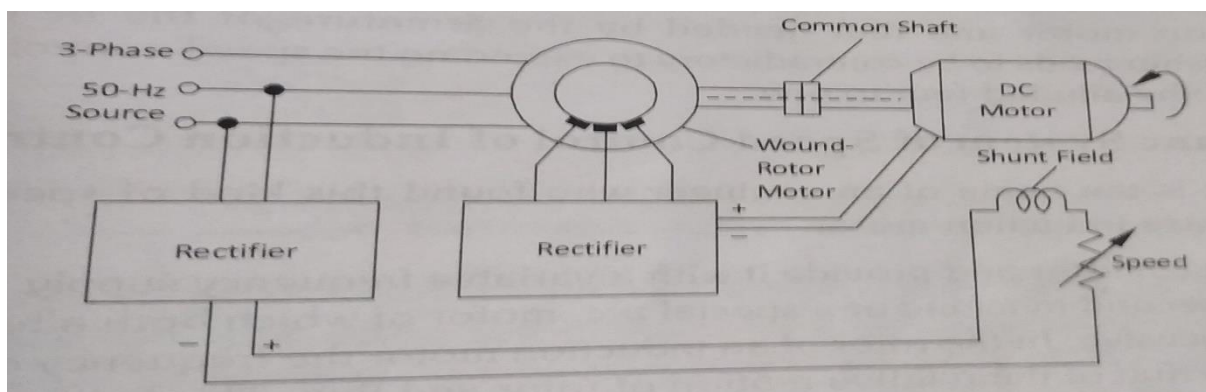 Common Shaft
3-Phase
50-Hz
Source
DC
Motor
Wound-
Rotor
Motor
Shunt Field
+
−
Rectifier
Rectifier
Speed
−
+